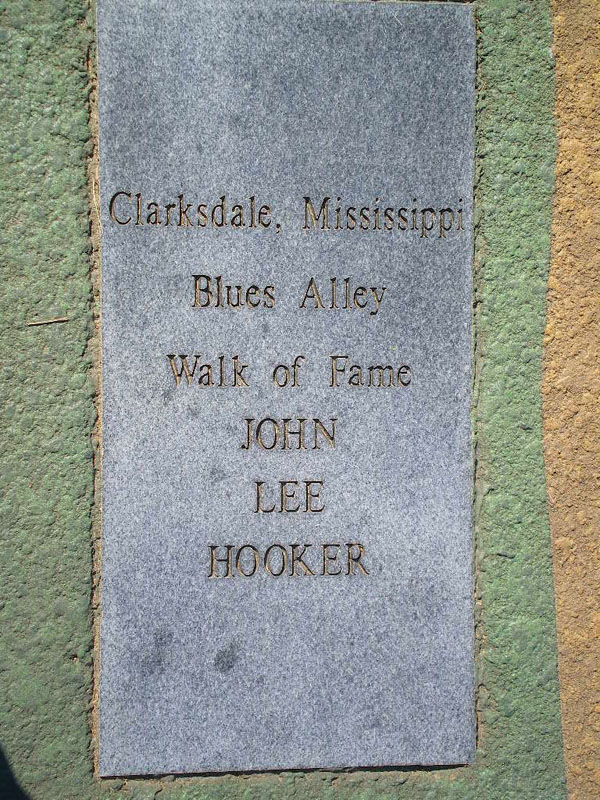 Clarksdale, Mississippi
Blues Alley
Walk of Fame
JOHN
LEE
HOOKER